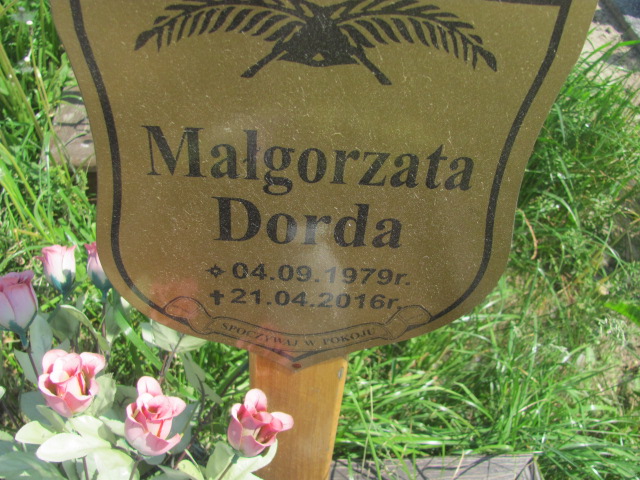 Małgorzata
Dorda
04.09.1979r.
✝21.04.2016r.
SPOCZYWAJ W POKOJU